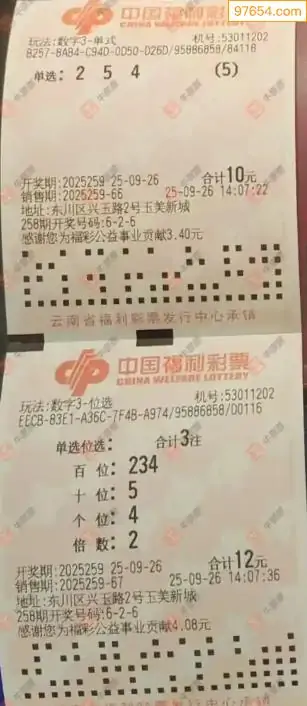 97654.com
中国福利彩票
CHINA WELFARE LOTTERY
玩法:数字3-单式 机号:53011202
B257-8AB4-C94D-0D50-D26D/95886858/84118
单选: 2 5 4 (5)
开奖期:2025259 25-09-26 合计10元
销售期:2025259-66 25-09-26 14:07:22
地址:东川区兴玉路2号玉美新城
258期开奖号码:6-2-6
感谢您为福彩公益事业贡献3.40元
云南省福利彩票发行中心承销
中国福利彩票
CHINA WELFARE LOTTERY
玩法:数字3-位选 机号:53011202
EECB-83E1-A36C-7F4B-A974/95886858/D0116
单选位选: 合计3注
百 位: 234
十 位: 5
个 位: 4
倍 数: 2
开奖期:2025259 25-09-26 合计12元
销售期:2025259-67 25-09-26 14:07:36
地址:东川区兴玉路2号玉美新城
258期开奖号码:6-2-6
感谢您为福彩公益事业贡献4.08元